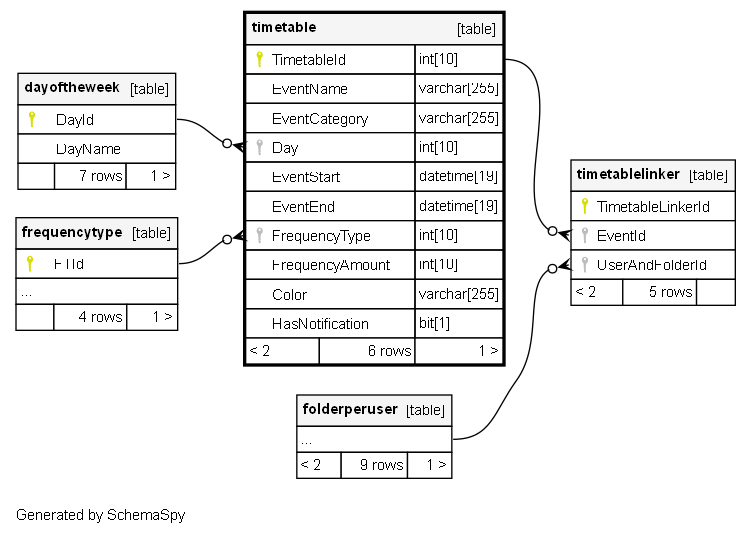 timetable [table]
TimetableId int[10]
EventName varchar[255]
EventCategory varchar[255]
Day int[10]
EventStart datetime[19]
EventEnd datetime[19]
FrequencyType int[10]
FrequencyAmount int[10]
Color varchar[255]
HasNotification bit[1]
< 2 6 rows 1 >
dayoftheweek [table]
DayId
DayName
7 rows 1 >
frequencytype [table]
FTId
...
4 rows 1 >
timetablelinker [table]
TimetableLinkerId
EventId
UserAndFolderId
< 2 5 rows
folderperuser [table]
...
< 2 9 rows 1 >
Generated by SchemaSpy